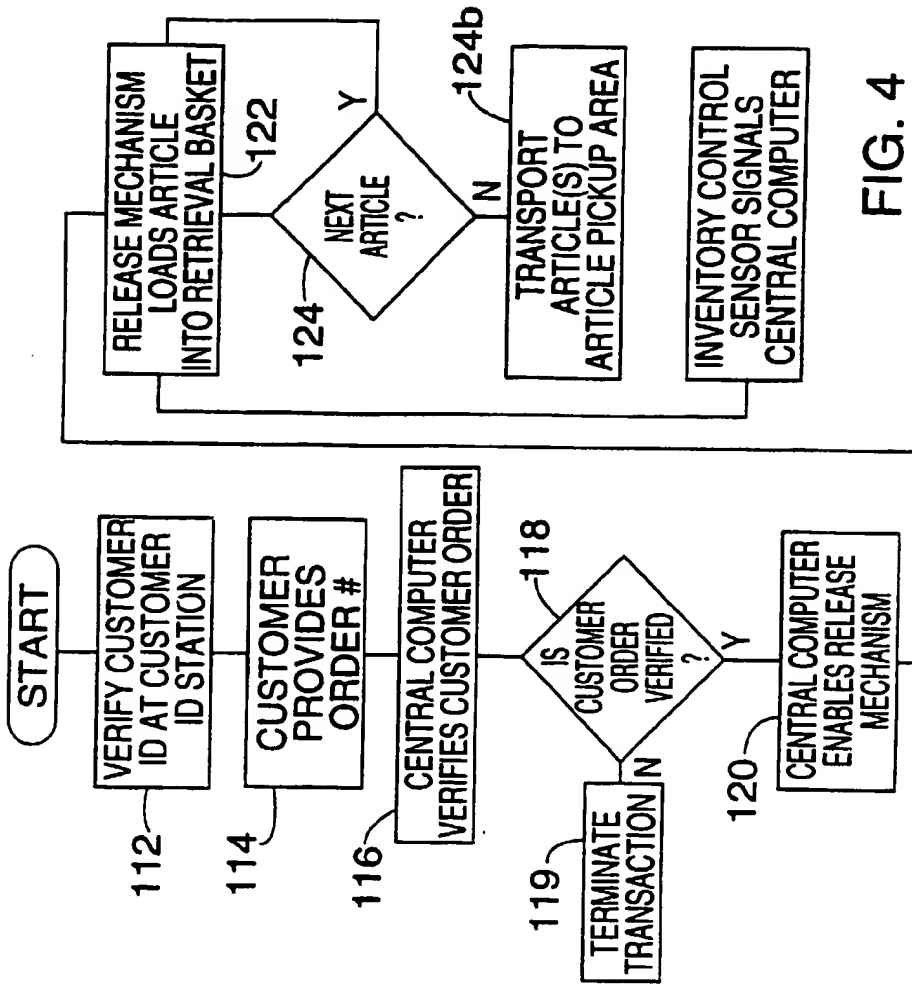 START
VERIFY CUSTOMER
ID AT CUSTOMER
ID STATION
112
CUSTOMER
PROVIDES
ORDER #
114
CENTRAL COMPUTER
VERIFIES CUSTOMER ORDER
116
IS
CUSTOMER
ORDER
VERIFIED
?
118
N
TERMINATE
TRANSACTION
119
Y
CENTRAL COMPUTER
ENABLES RELEASE
MECHANISM
120
RELEASE MECHANISM
LOADS ARTICLE
INTO RETRIEVAL BASKET
122
NEXT
ARTICLE
?
124
Y
N
TRANSPORT
ARTICLE(S) TO
ARTICLE PICKUP AREA
124b
INVENTORY CONTROL
SENSOR SIGNALS
CENTRAL COMPUTER
FIG. 4